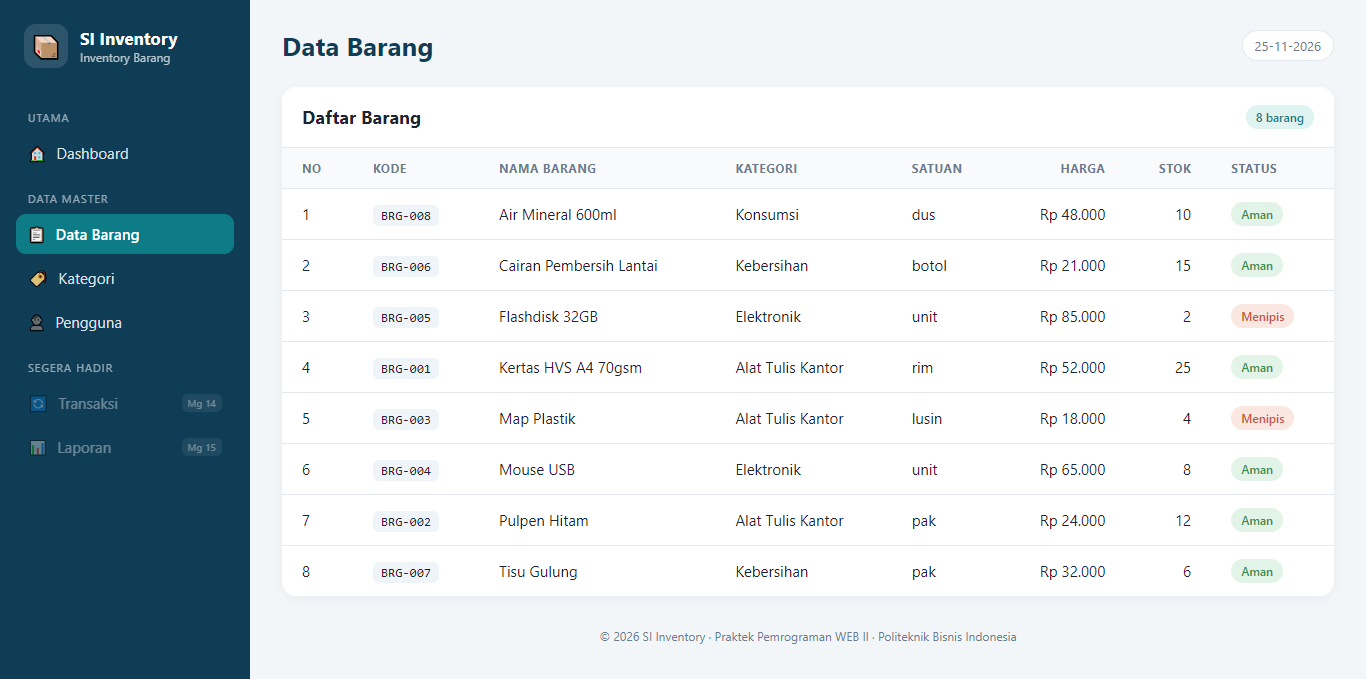 SI Inventory
Inventory Barang
UTAMA
Dashboard
DATA MASTER
Data Barang
Kategori
Pengguna
SEGERA HADIR
Transaksi Mg 14
Laporan Mg 15
Data Barang 25-11-2026
Daftar Barang 8 barang
NO KODE NAMA BARANG KATEGORI SATUAN HARGA STOK STATUS
1 BRG-008 Air Mineral 600ml Konsumsi dus Rp 48.000 10 Aman
2 BRG-006 Cairan Pembersih Lantai Kebersihan botol Rp 21.000 15 Aman
3 BRG-005 Flashdisk 32GB Elektronik unit Rp 85.000 2 Menipis
4 BRG-001 Kertas HVS A4 70gsm Alat Tulis Kantor rim Rp 52.000 25 Aman
5 BRG-003 Map Plastik Alat Tulis Kantor lusin Rp 18.000 4 Menipis
6 BRG-004 Mouse USB Elektronik unit Rp 65.000 8 Aman
7 BRG-002 Pulpen Hitam Alat Tulis Kantor pak Rp 24.000 12 Aman
8 BRG-007 Tisu Gulung Kebersihan pak Rp 32.000 6 Aman
© 2026 SI Inventory · Praktek Pemrograman WEB II · Politeknik Bisnis Indonesia